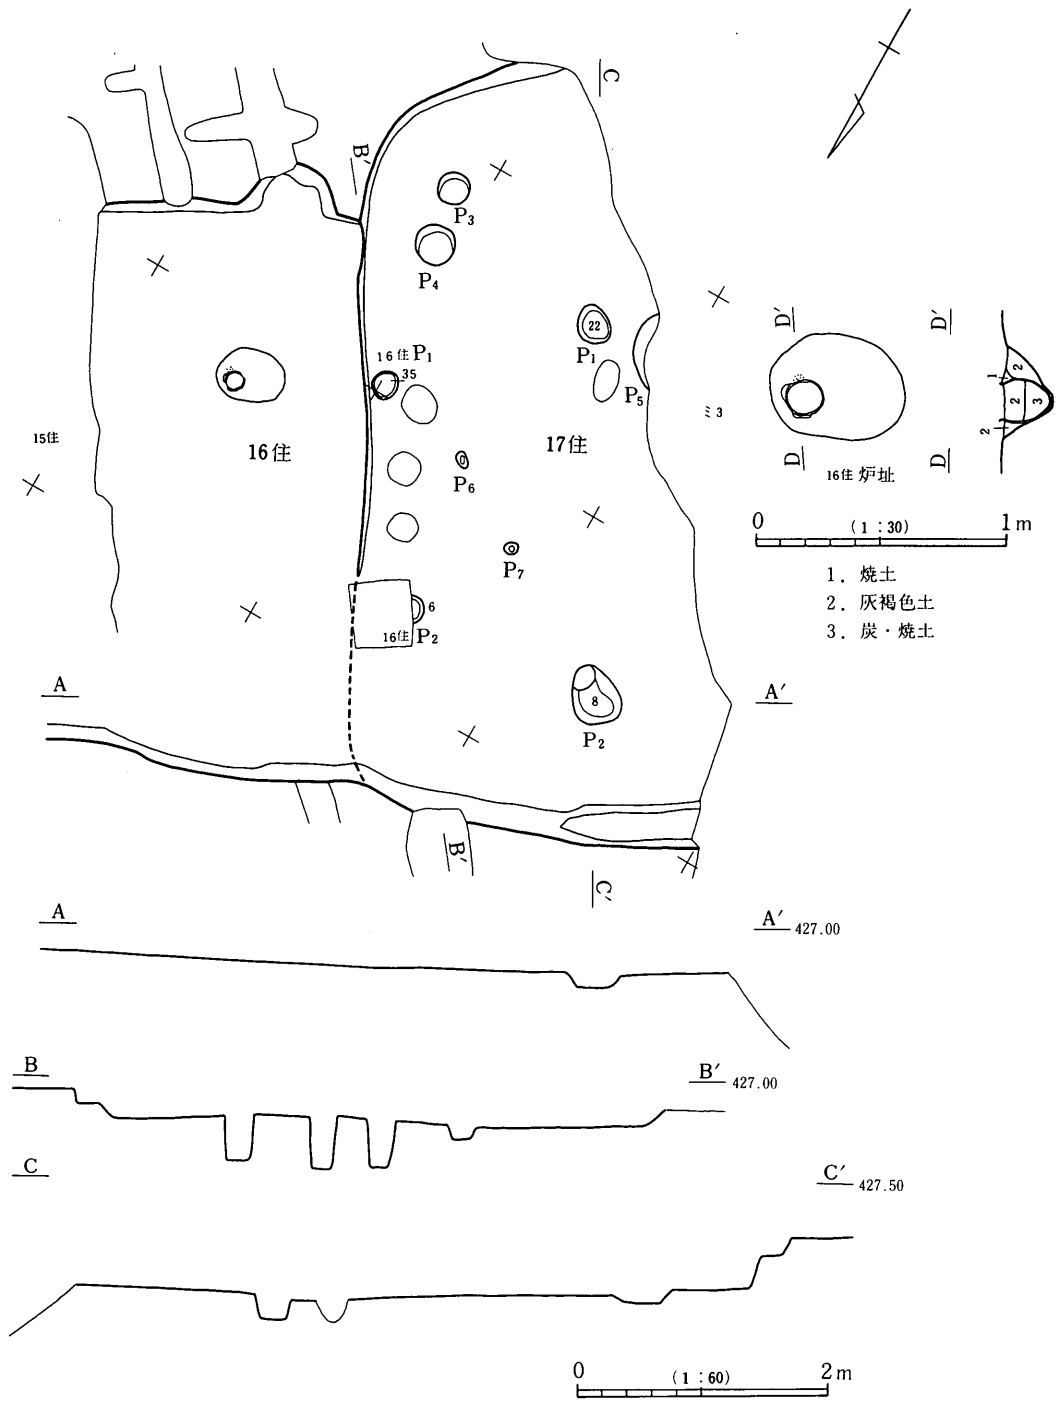 C
B′
P3
P4
22
P1
16住 P1
35
P5
ミ3
15住
16住
17住
P6
P7
6
16住 P2
8
P2
A
A′
B′
C′
D′
D′
D
D
16住 炉址
1
2
2
3
2
0
(1:30)
1m
1. 焼土
2. 灰褐色土
3. 炭・焼土
A
A′ 427.00
B
B′ 427.00
C
C′ 427.50
0
(1:60)
2m